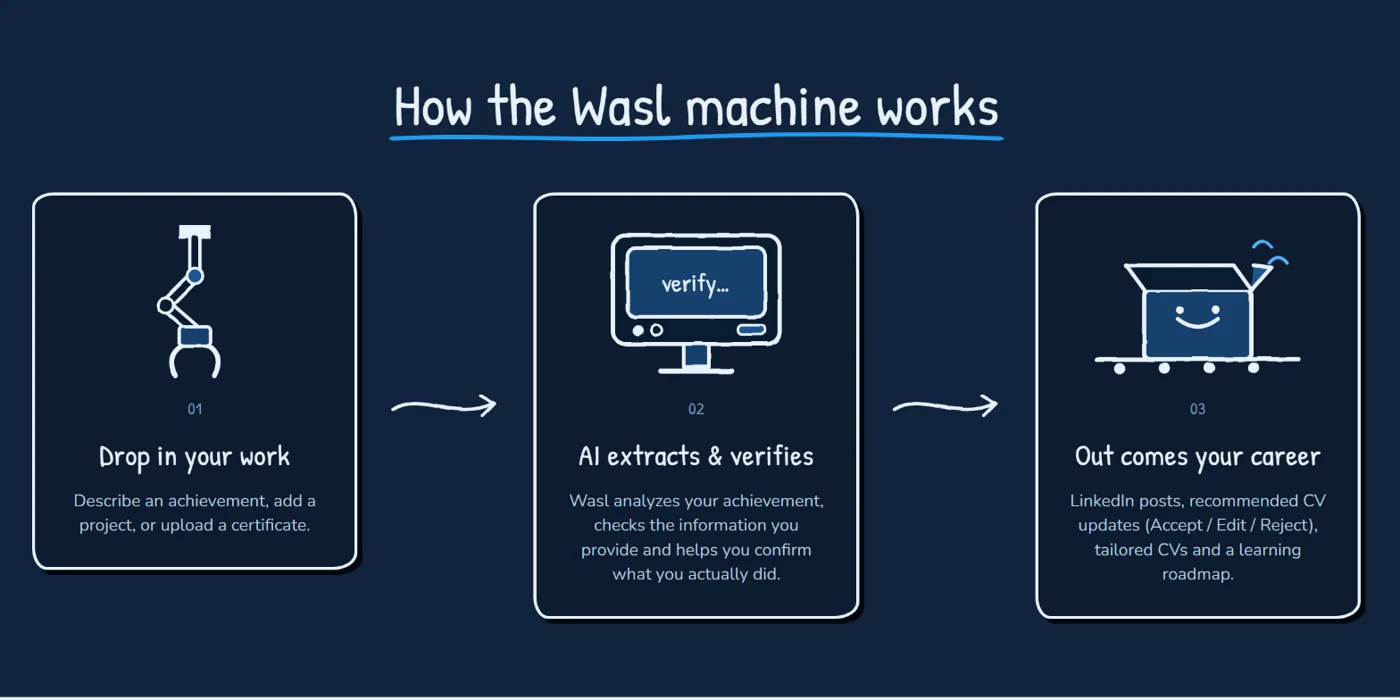 How the Wasl machine works
01
Drop in your work
Describe an achievement, add a
project, or upload a certificate.
verify...
02
AI extracts & verifies
Wasl analyzes your achievement,
checks the information you
provide and helps you confirm
what you actually did.
03
Out comes your career
LinkedIn posts, recommended CV
updates (Accept / Edit / Reject),
tailored CVs and a learning
roadmap.